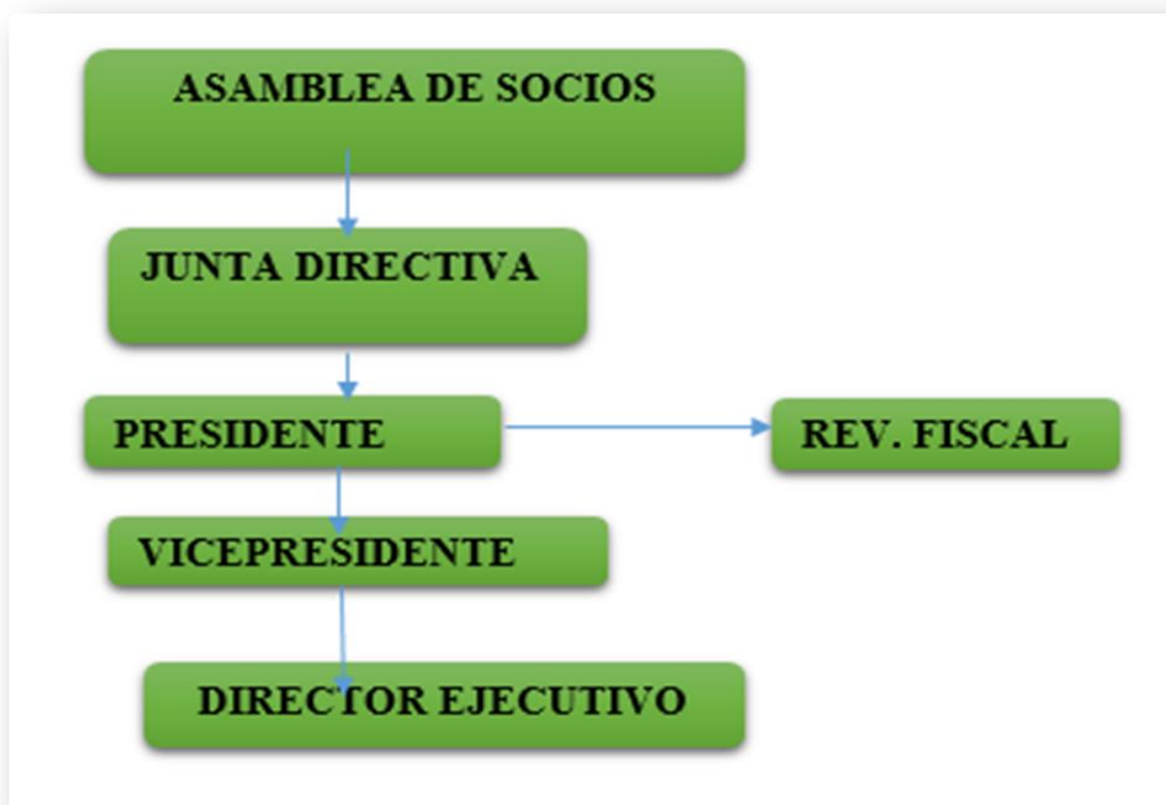 ASAMBLEA DE SOCIOS
JUNTA DIRECTIVA
PRESIDENTE
REV. FISCAL
VICEPRESIDENTE
DIRECTOR EJECUTIVO